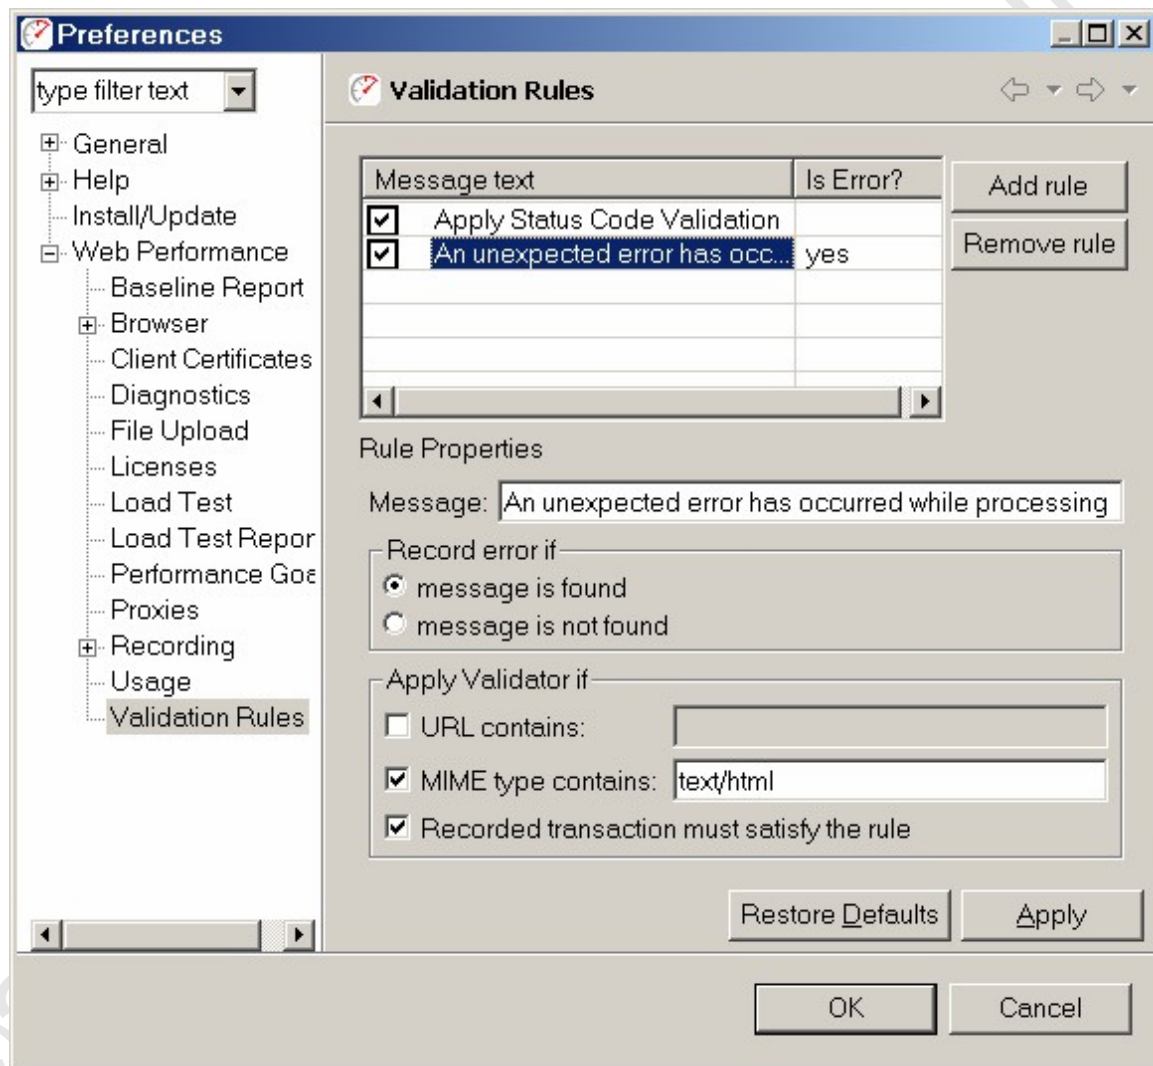 Preferences
type filter text
General
Help
Install/Update
Web Performance
Baseline Report
Browser
Client Certificates
Diagnostics
File Upload
Licenses
Load Test
Load Test Repor
Performance Goa
Proxies
Recording
Usage
Validation Rules
Validation Rules
Message text Is Error?
Apply Status Code Validation
An unexpected error has occ... yes
Add rule
Remove rule
Rule Properties
Message: An unexpected error has occurred while processing
Record error if
message is found
message is not found
Apply Validator if
URL contains:
MIME type contains: text/html
Recorded transaction must satisfy the rule
Restore Defaults Apply
OK Cancel